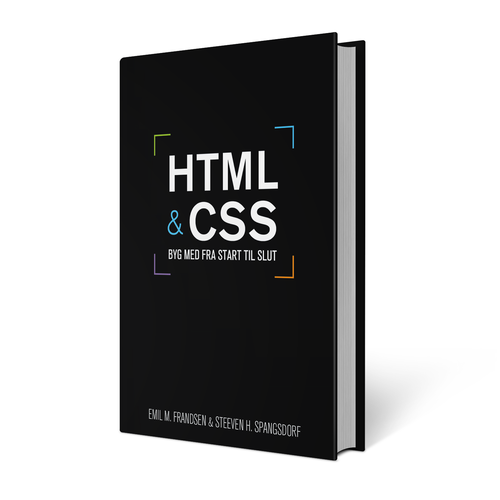 HTML
& CSS
BYG MED FRA START TIL SLUT
EMIL M. FRANDSEN & STEEVEN H. SPANGSDORF